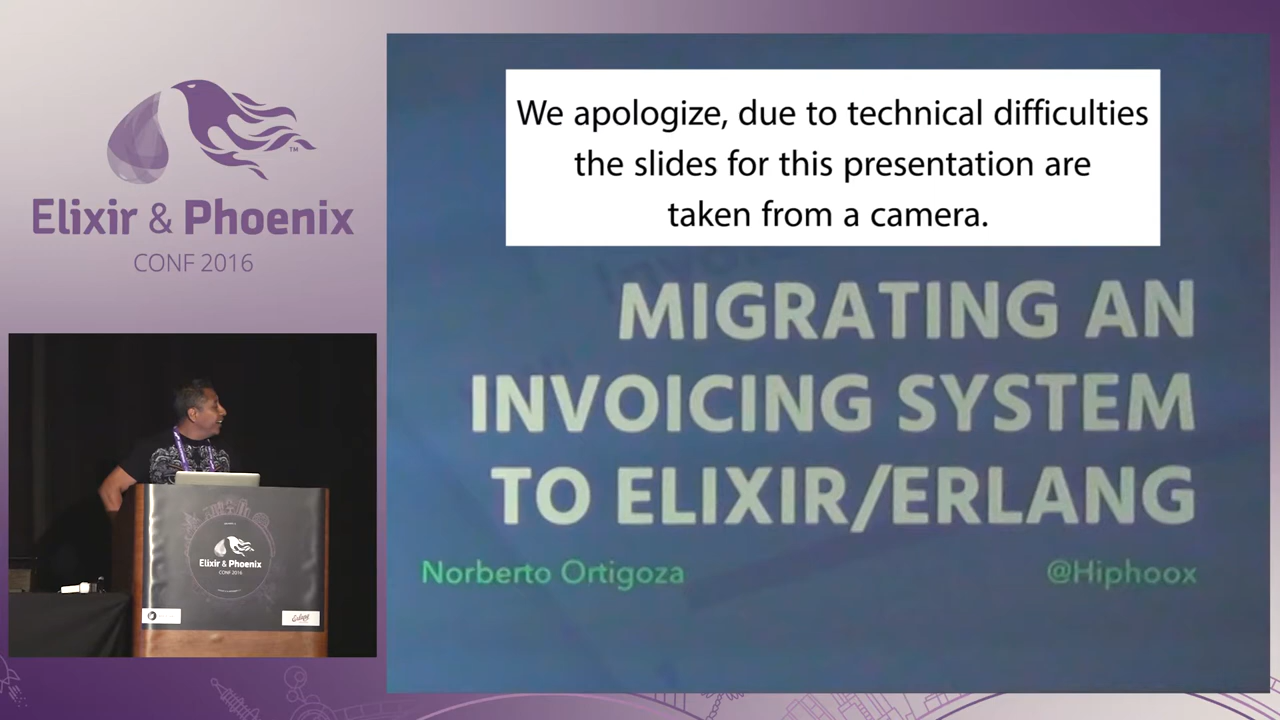 Elixir & Phoenix
TM
CONF 2016
We apologize, due to technical difficulties
the slides for this presentation are
taken from a camera.
MIGRATING AN
INVOICING SYSTEM
TO ELIXIR/ERLANG
Norberto Ortigoza
@Hiphoox
Elixir & Phoenix
CONF 2016